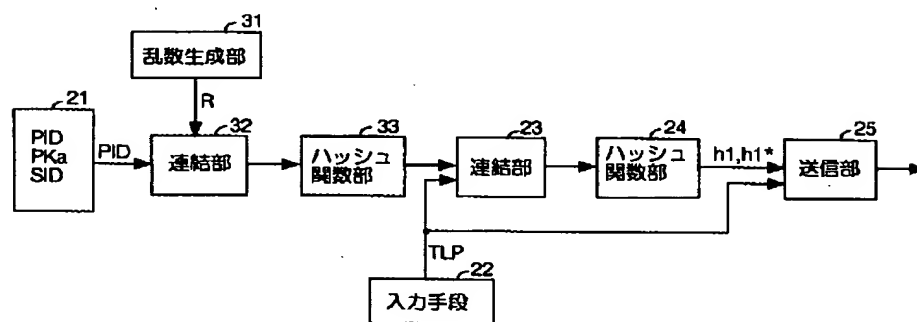 31
乱数生成部
R
21
PID
PKa
SID
PID
32
連結部
33
ハッシュ
関数部
23
連結部
24
ハッシュ
関数部
h1,h1*
25
送信部
TLP
22
入力手段